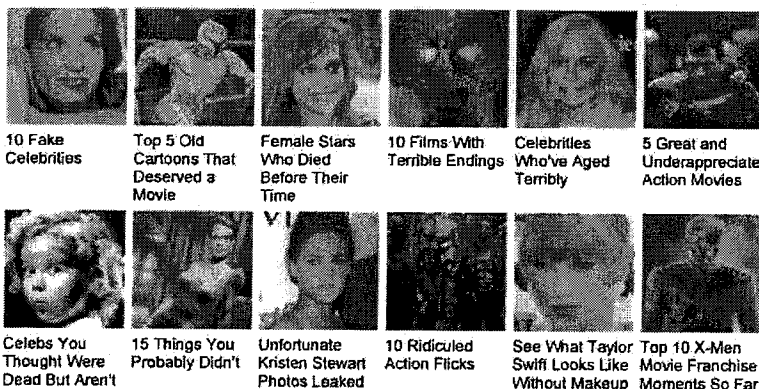 10 Fake
Celebrities
Top 5 Old
Cartoons That
Deserved a
Movie
Female Stars
Who Died
Before Their
Time
10 Films With
Terrible Endings
Celebrities
Who've Aged
Terribly
5 Great and
Underappreciate
Action Movies
Celebs You
Thought Were
Dead But Aren't
15 Things You
Probably Didn't
Unfortunate
Kristen Stewart
Photos Leaked
10 Ridiculed
Action Flicks
See What Taylor
Swift Looks Like
Without Makeup
Top 10 X-Men
Movie Franchise
Moments So Far